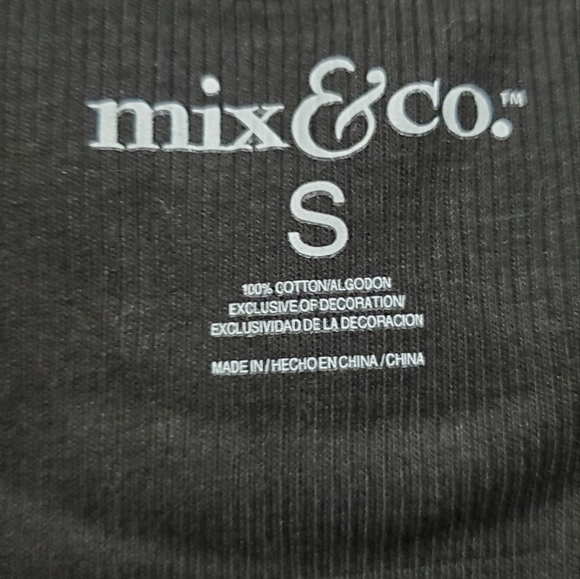 mix&co.™
S
100% COTTON/ALGODON
EXCLUSIVE OF DECORATION/
EXCLUSIVIDAD DE LA DECORACION
MADE IN / HECHO EN CHINA / CHINA